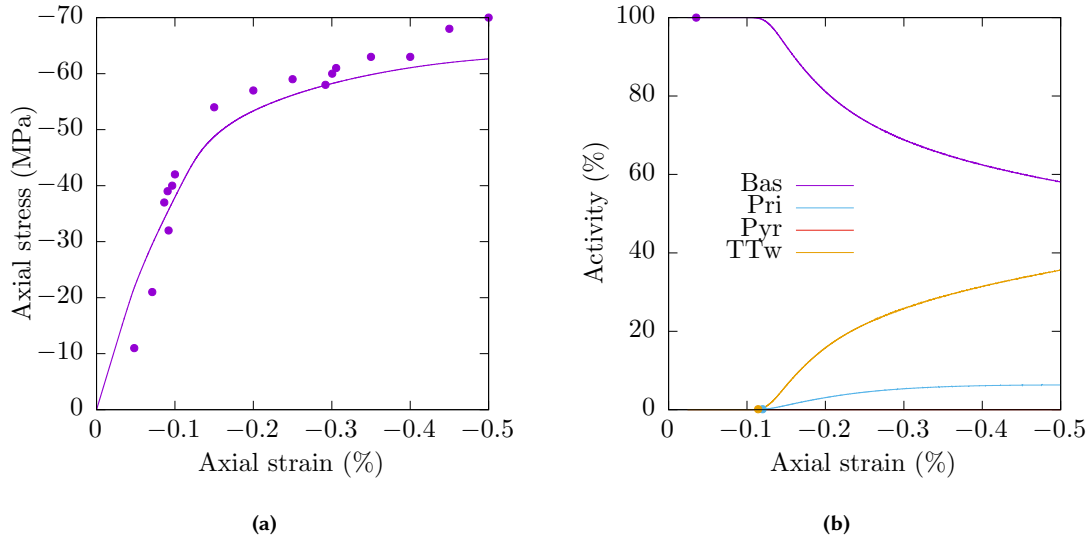 −70
−60
−50
−40
−30
−20
−10
0
0 −0.1 −0.2 −0.3 −0.4 −0.5
Axial stress (MPa)
Axial strain (%)
(a)
100
80
60
40
20
0
0 −0.1 −0.2 −0.3 −0.4 −0.5
Activity (%)
Bas
Pri
Pyr
TTw
Axial strain (%)
(b)